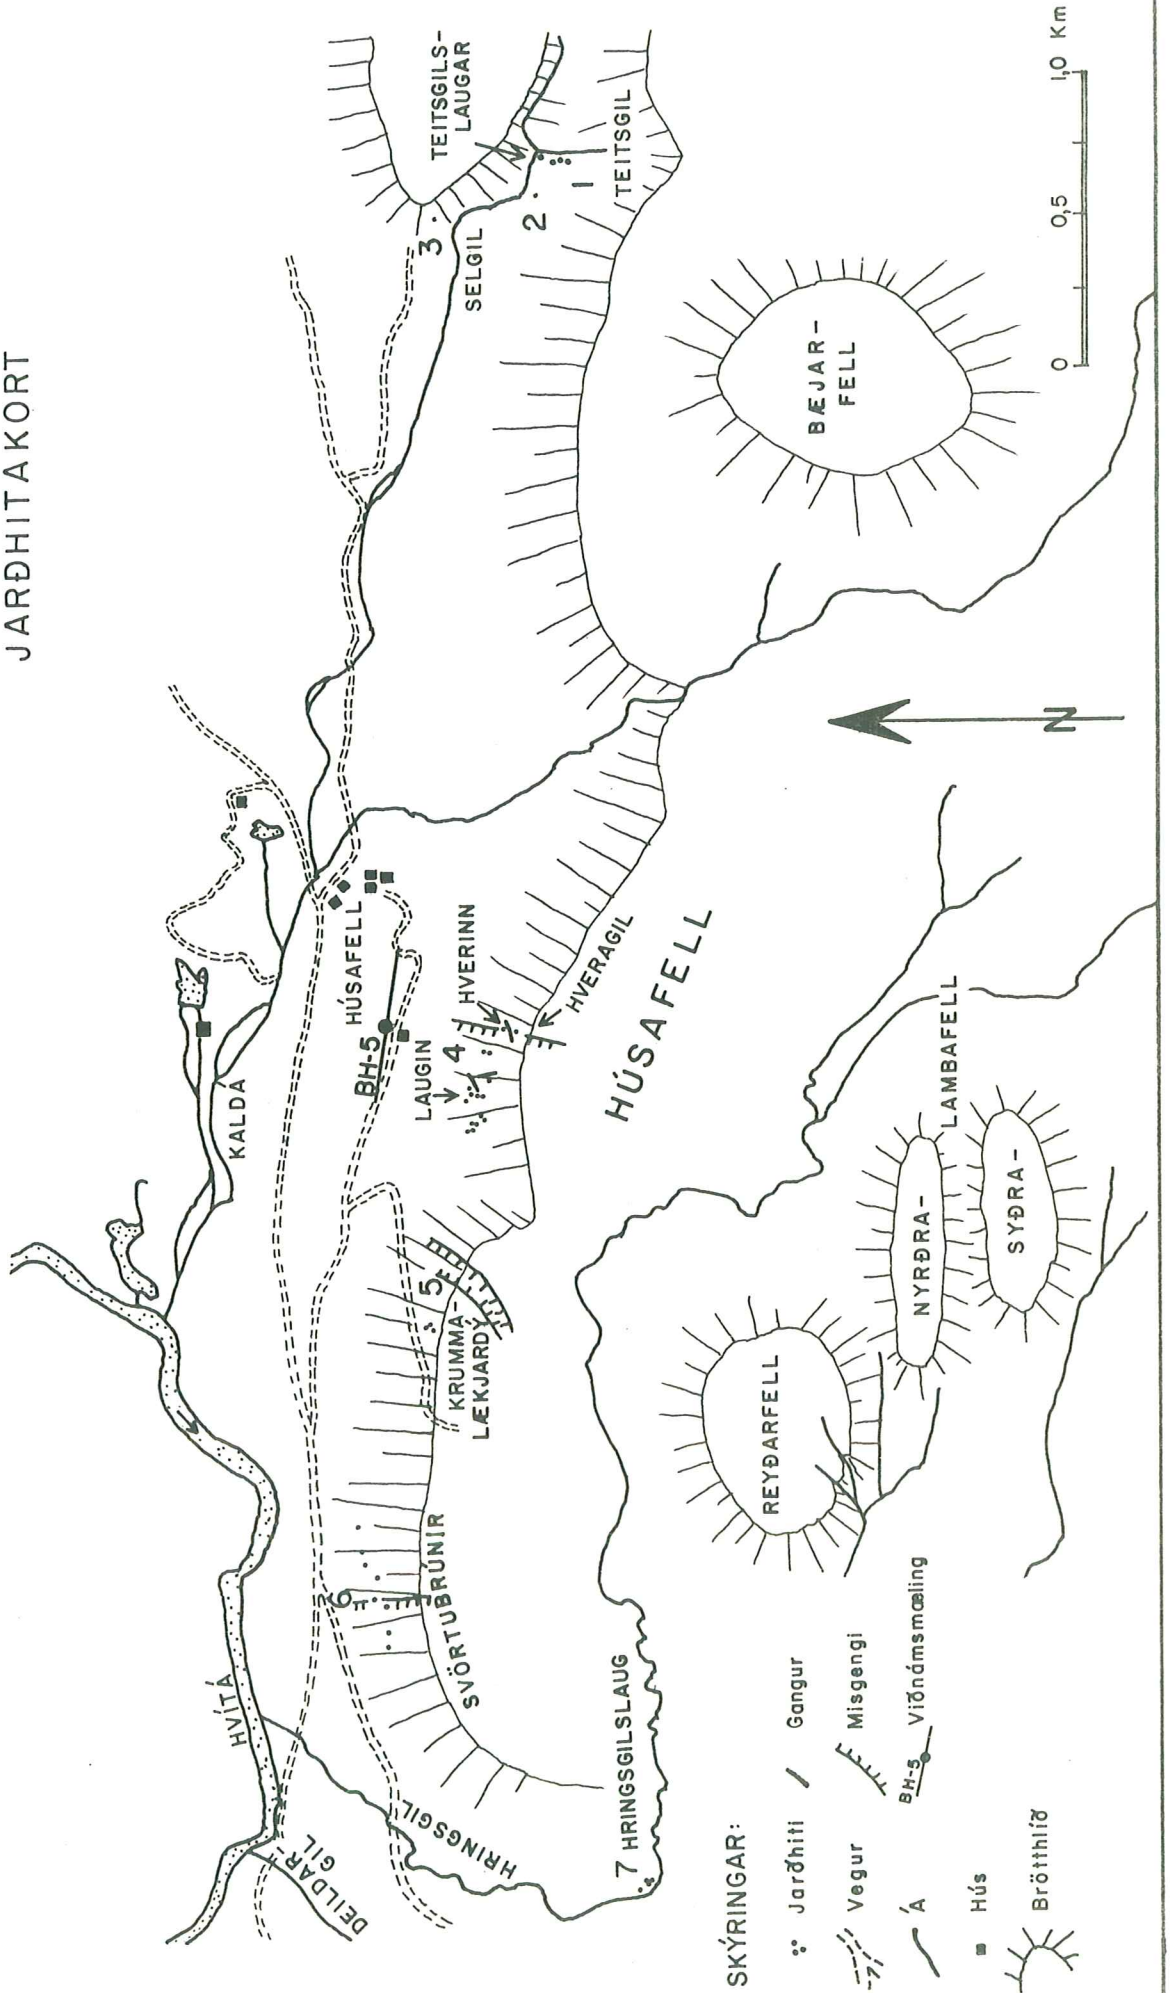 JARÐHITAKORT
TEITSGILS-
LAUGAR
TEITSGIL
1
2
3
SELGIL
BÆJAR-
FELL
0
0,5
1,0 Km
N
HÚSAFELL
BH-5
HVERINN
HVERAGIL
LAUGIN
4
KALDÁ
HÚSAFELL
LAMBAFELL
NYRÐRA-
SYÐRA-
REYÐARFELL
5
KRUMMA-
LÆKJARDÝ
6
SVÖRTUBRÚNIR
HVÍTÁ
HRINGSGIL
DEILDAR-
GIL
7 HRINGSGILSLAUG
SKÝRINGAR:
Jarðhiti
Vegur
Á
Hús
Brötthlíð
Gangur
Misgengi
BH-5
Viðnámsmæling